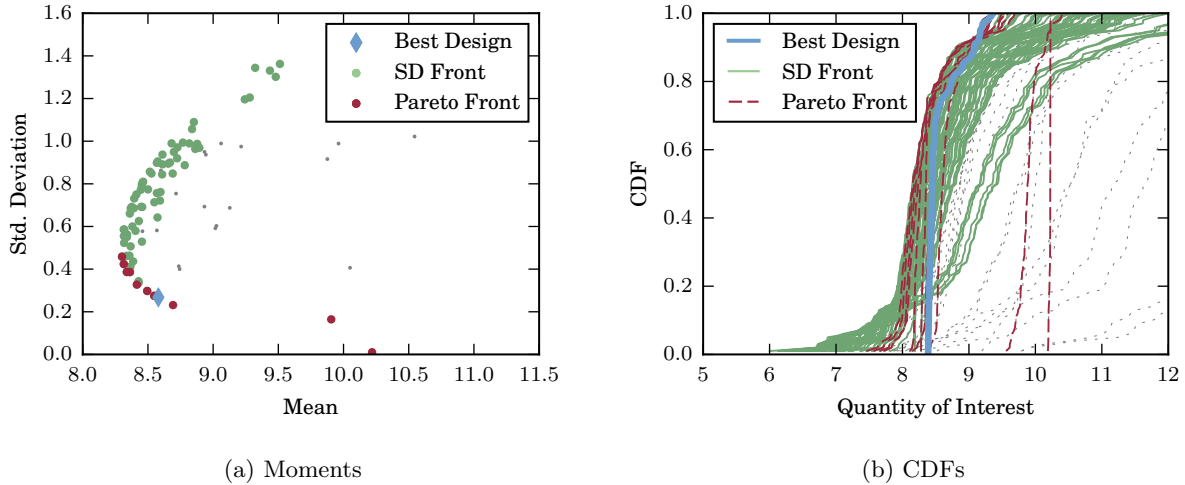 1.6
1.4
1.2
1.0
0.8
0.6
0.4
0.2
0.0
Std. Deviation
Best Design
SD Front
Pareto Front
8.0 8.5 9.0 9.5 10.0 10.5 11.0 11.5
Mean
(a) Moments
1.0
0.8
0.6
0.4
0.2
0.0
CDF
Best Design
SD Front
Pareto Front
5 6 7 8 9 10 11 12
Quantity of Interest
(b) CDFs